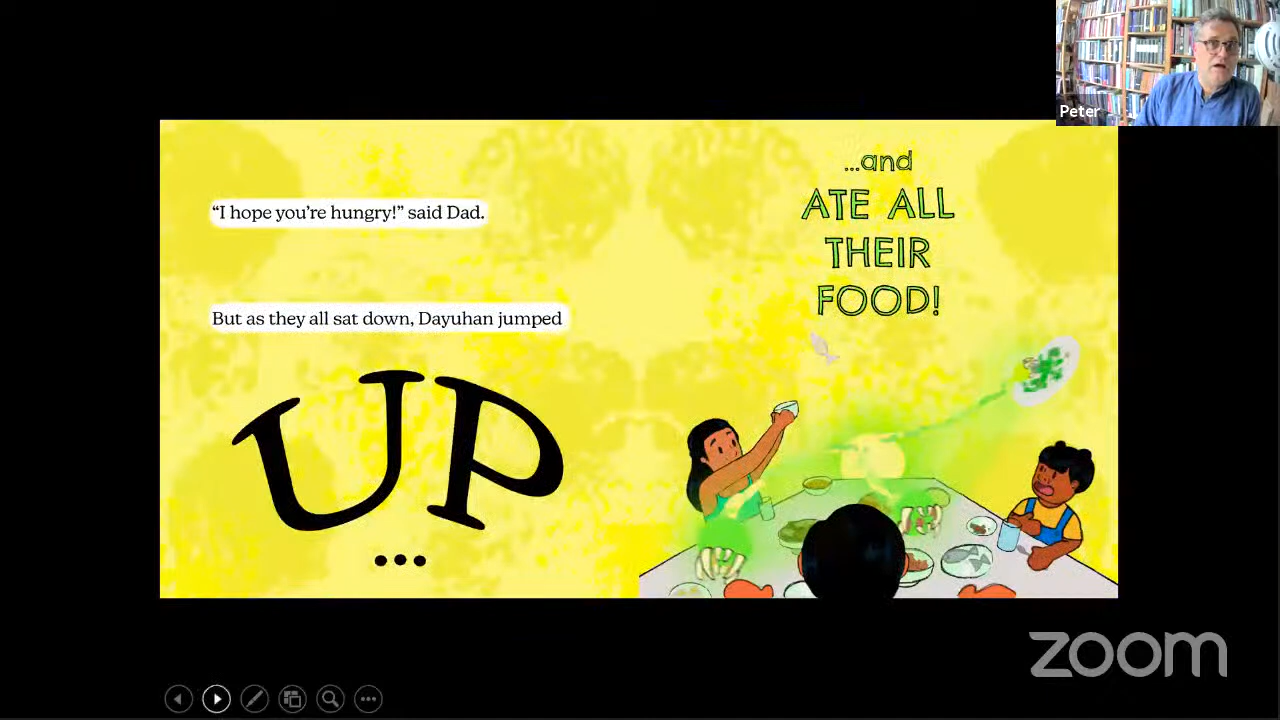 Peter
“I hope you’re hungry!” said Dad.
But as they all sat down, Dayuhan jumped
UP
...
...and
ATE ALL
THEIR
FOOD!
zoom